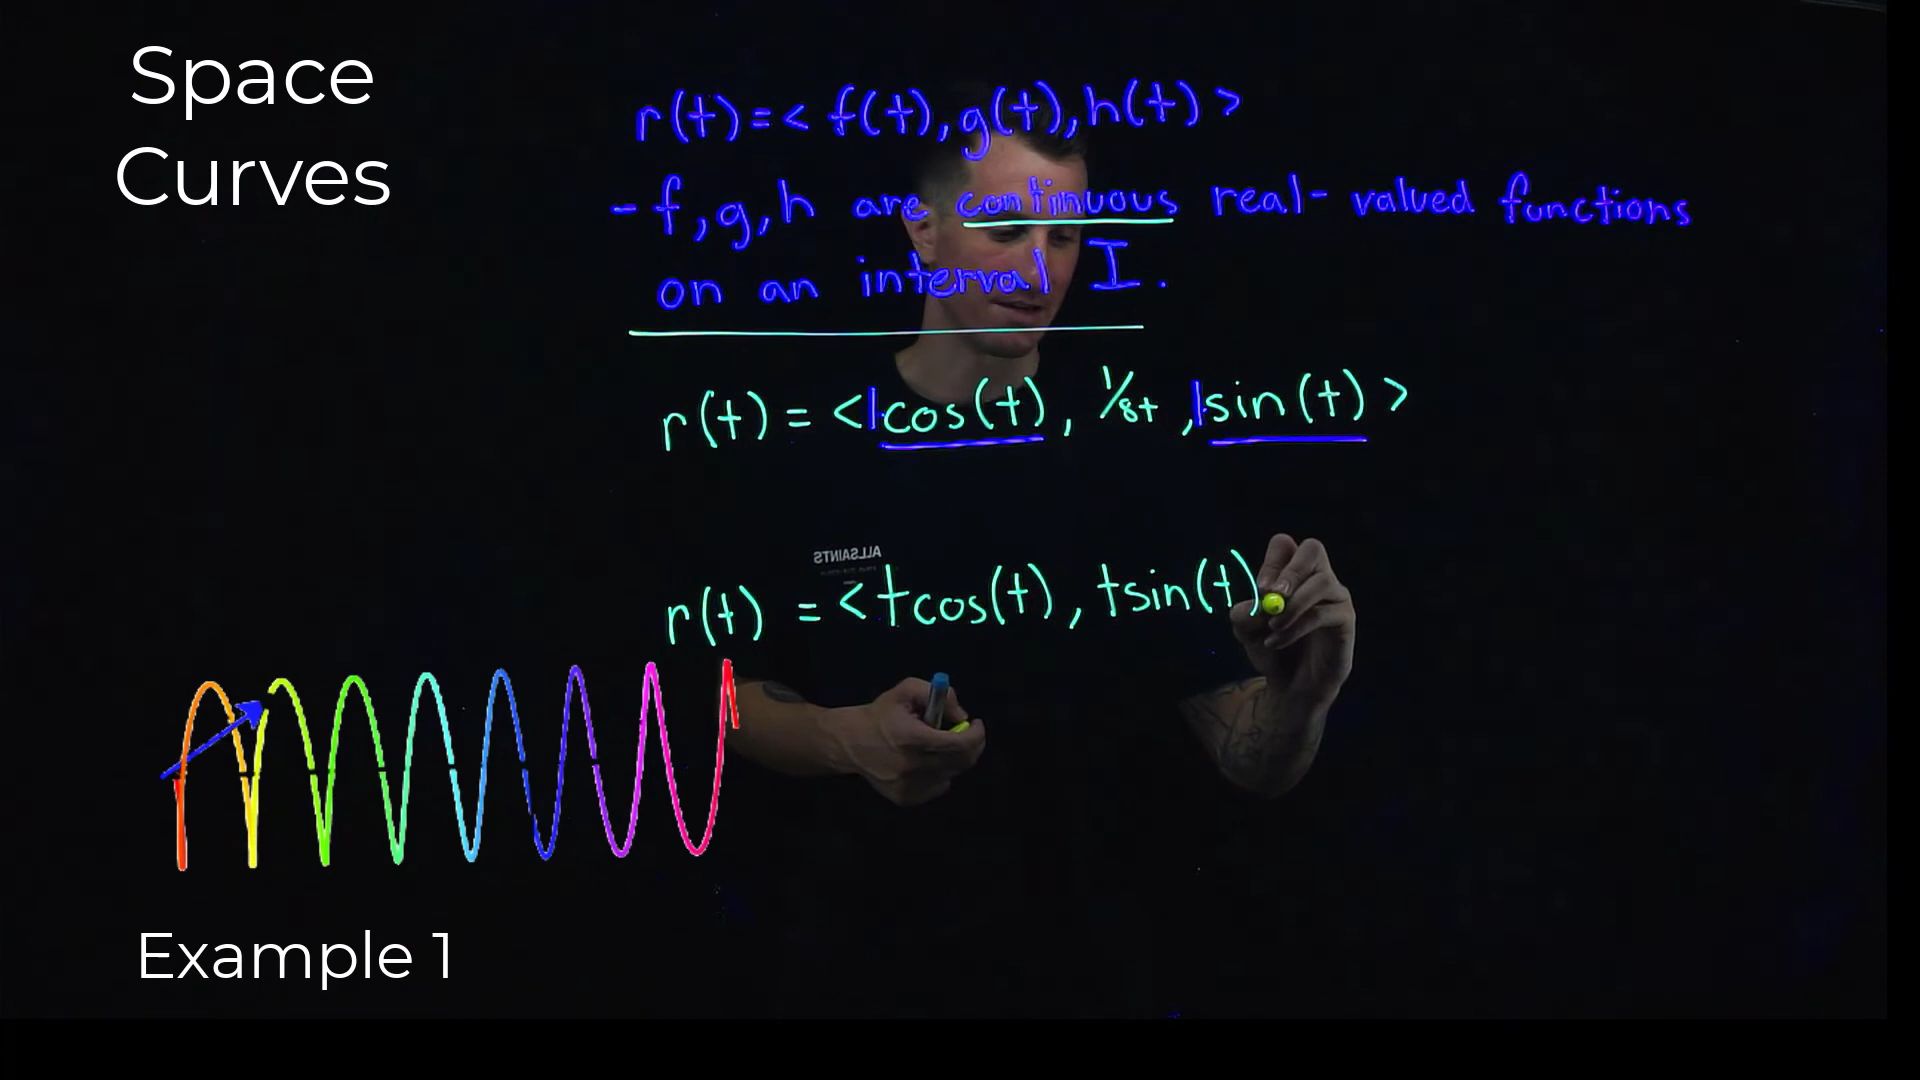 Space
Curves
r(t) = < f(t), g(t), h(t) >
- f, g, h are continuous real-valued functions
on an interval I.
r(t) = <1cos(t), 1/8t, 1sin(t) >
ALLSAINTS
r(t) = <tcos(t), tsin(t)
Example 1